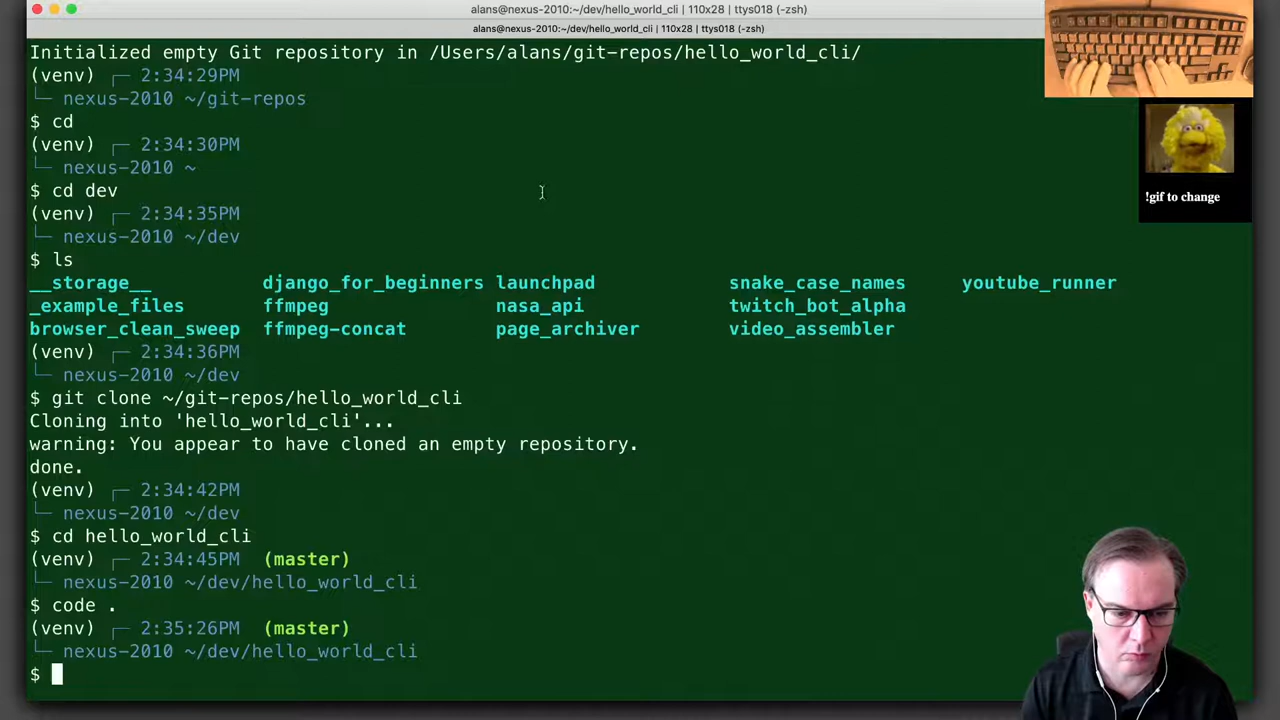 alans@nexus-2010:~/dev/hello_world_cli | 110x28 | ttys018 (-zsh)
alans@nexus-2010:~/dev/hello_world_cli | 110x28 | ttys018 (-zsh)
Initialized empty Git repository in /Users/alans/git-repos/hello_world_cli/
(venv) ┌─ 2:34:29PM
└─ nexus-2010 ~/git-repos
$ cd
(venv) ┌─ 2:34:30PM
└─ nexus-2010 ~
$ cd dev
(venv) ┌─ 2:34:35PM
└─ nexus-2010 ~/dev
$ ls
__storage__ django_for_beginners launchpad snake_case_names youtube_runner
_example_files ffmpeg nasa_api twitch_bot_alpha
browser_clean_sweep ffmpeg-concat page_archiver video_assembler
(venv) ┌─ 2:34:36PM
└─ nexus-2010 ~/dev
$ git clone ~/git-repos/hello_world_cli
Cloning into 'hello_world_cli'...
warning: You appear to have cloned an empty repository.
done.
(venv) ┌─ 2:34:42PM
└─ nexus-2010 ~/dev
$ cd hello_world_cli
(venv) ┌─ 2:34:45PM (master)
└─ nexus-2010 ~/dev/hello_world_cli
$ code .
(venv) ┌─ 2:35:26PM (master)
└─ nexus-2010 ~/dev/hello_world_cli
$
!gif to change